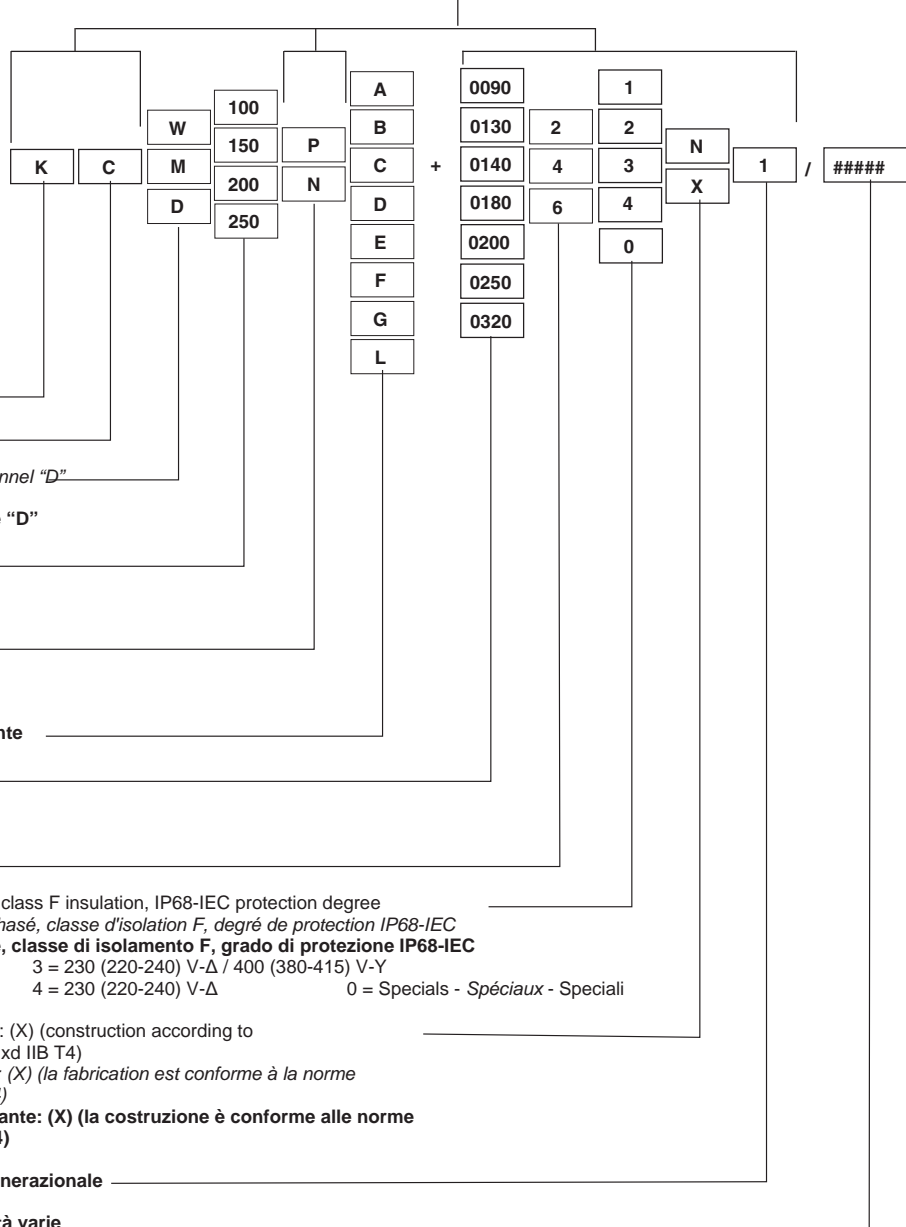 A 0090 1
100
W B 0130 2 2 N
150 P
K C M C + 0140 4 3 1 / #####
200 N X
D D 0180 6 4
250
E 0200 0
F 0250
G 0320
L
"D"
"D"
class F insulation, IP68-IEC protection degree
classe d'isolation F, degré de protection IP68-IEC
classe di isolamento F, grado di protezione IP68-IEC
3 = 230 (220-240) V-Δ / 400 (380-415) V-Y
4 = 230 (220-240) V-Δ 0 = Specials - Spéciaux - Speciali
: (X) (construction according to
xd IIB T4)
: (X) (la fabrication est conforme à la norme
)
ante: (X) (la costruzione è conforme alle norme
4)
nerazionale
à varie